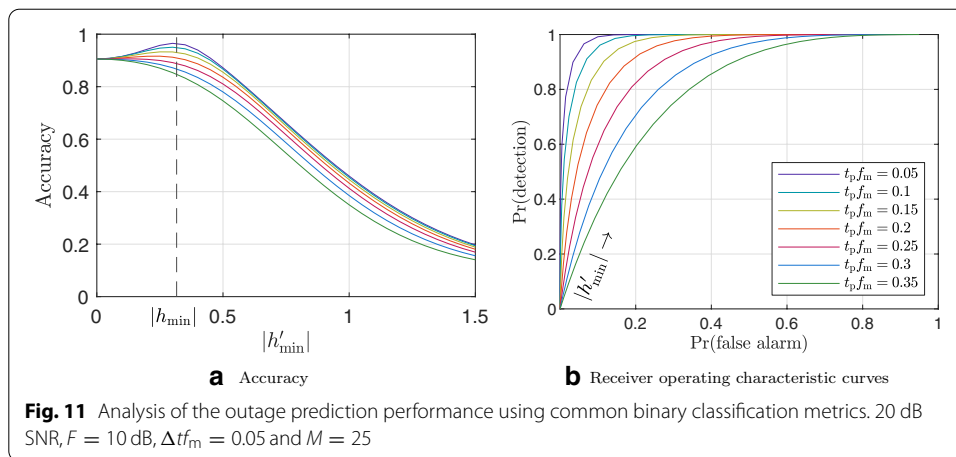 Accuracy
1
0.8
0.6
0.4
0.2
0
0
|h_min|
0.5
1
1.5
|h′_min|
a Accuracy
Pr(detection)
1
0.8
0.6
0.4
0.2
0
|h′_min| →
t_p f_m = 0.05
t_p f_m = 0.1
t_p f_m = 0.15
t_p f_m = 0.2
t_p f_m = 0.25
t_p f_m = 0.3
t_p f_m = 0.35
0.2
0.4
0.6
0.8
1
Pr(false alarm)
b Receiver operating characteristic curves
Fig. 11 Analysis of the outage prediction performance using common binary classification metrics. 20 dB
SNR, F = 10 dB, Δtf_m = 0.05 and M = 25